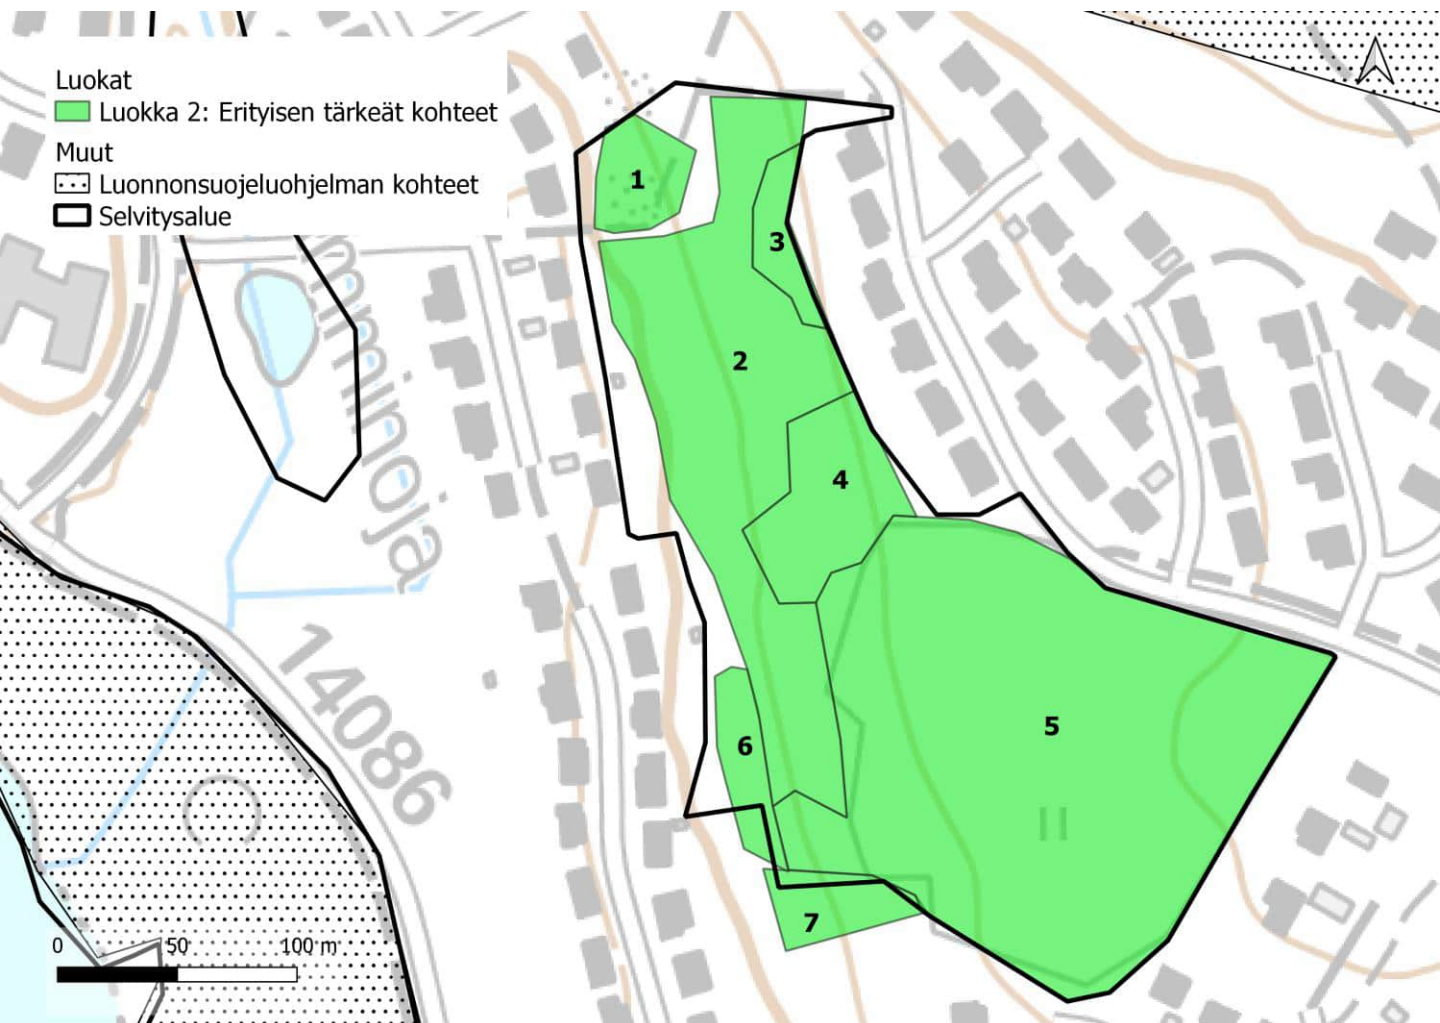 Luokat
Luokka 2: Erityisen tärkeät kohteet
Muut
Luonnonsuojeluohjelman kohteet
Selvitysalue
1
3
2
4
5
6
7
14086
0 50 100 m